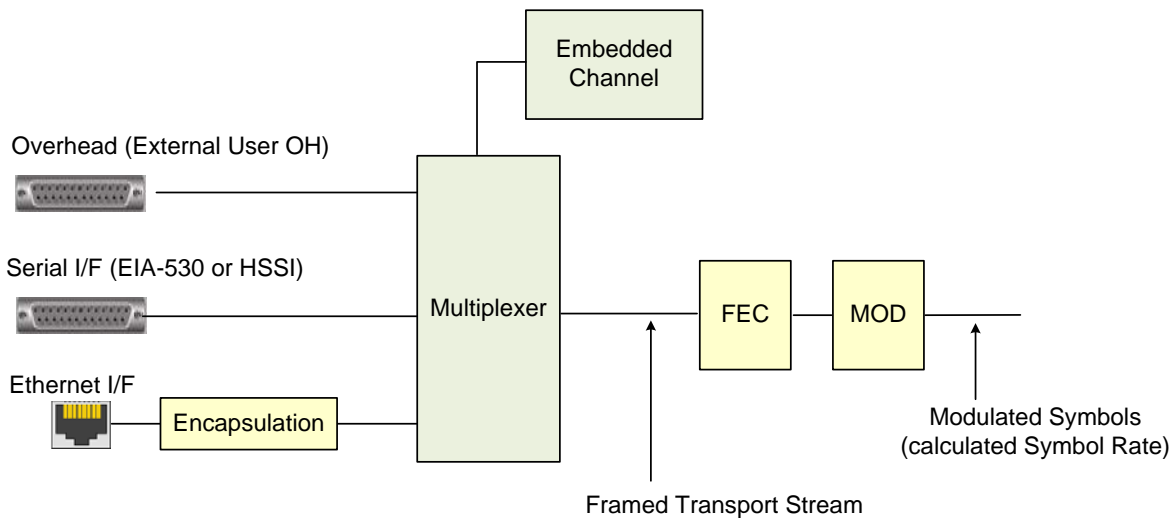 Embedded
Channel
Overhead (External User OH)
Serial I/F (EIA-530 or HSSI)
Multiplexer
FEC
MOD
Ethernet I/F
Encapsulation
Modulated Symbols
(calculated Symbol Rate)
Framed Transport Stream